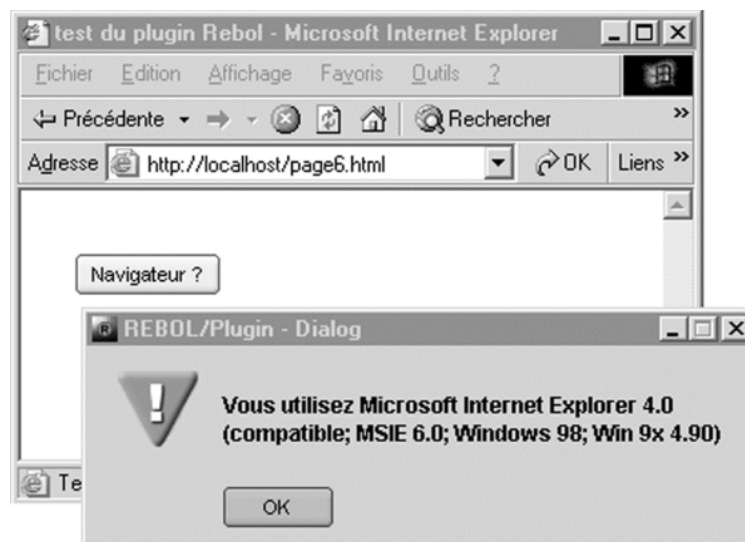 test du plugin Rebol - Microsoft Internet Explorer
Fichier Edition Affichage Favoris Outils ?
Précédente Rechercher »
Adresse http://localhost/page6.html OK Liens »
Navigateur ?
REBOL/Plugin - Dialog
Vous utilisez Microsoft Internet Explorer 4.0
(compatible; MSIE 6.0; Windows 98; Win 9x 4.90)
Te
OK